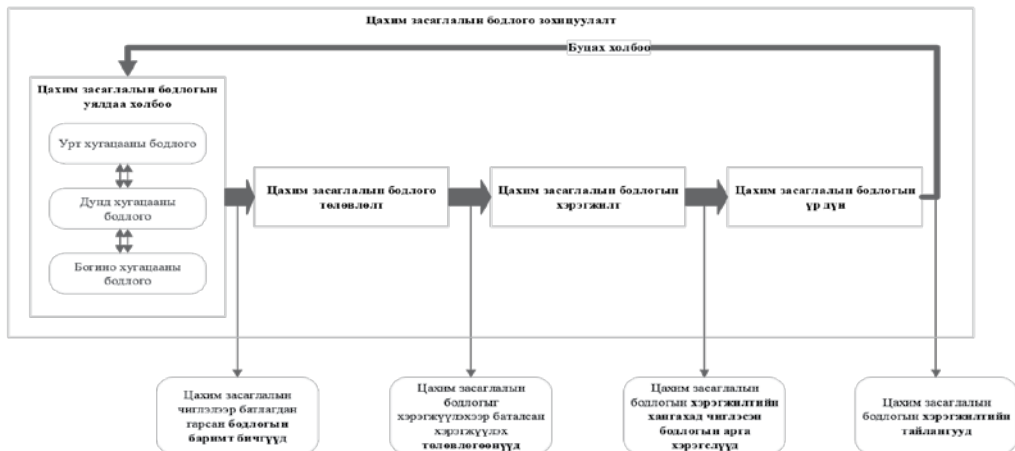 Цахим засаглалын бодлого зохицуулалт
Буцах холбоо
Цахим засаглалын бодлогын
уялдаа холбоо
Урт хугацааны бодлого
Дунд хугацааны
бодлого
Богино хугацааны
бодлого
Цахим засаглалын бодлого
төлөвлөлт
Цахим засаглалын бодлогын
хэрэгжилт
Цахим засаглалын бодлогын
үр дүн
Цахим засаглалын
чиглэлээр батлагдан
гарсан бодлогын
баримт бичгүүд
Цахим засаглалын
бодлогыг
хэрэгжүүлэхээр баталсан
хэрэгжүүлэх
төлөвлөгөөнүүд
Цахим засаглалын
бодлогын хэрэгжилтийн
хангахад чиглэсэн
бодлогын арга
хэрэгслүүд
Цахим засаглалын
бодлогын хэрэгжилтийн
тайлангууд